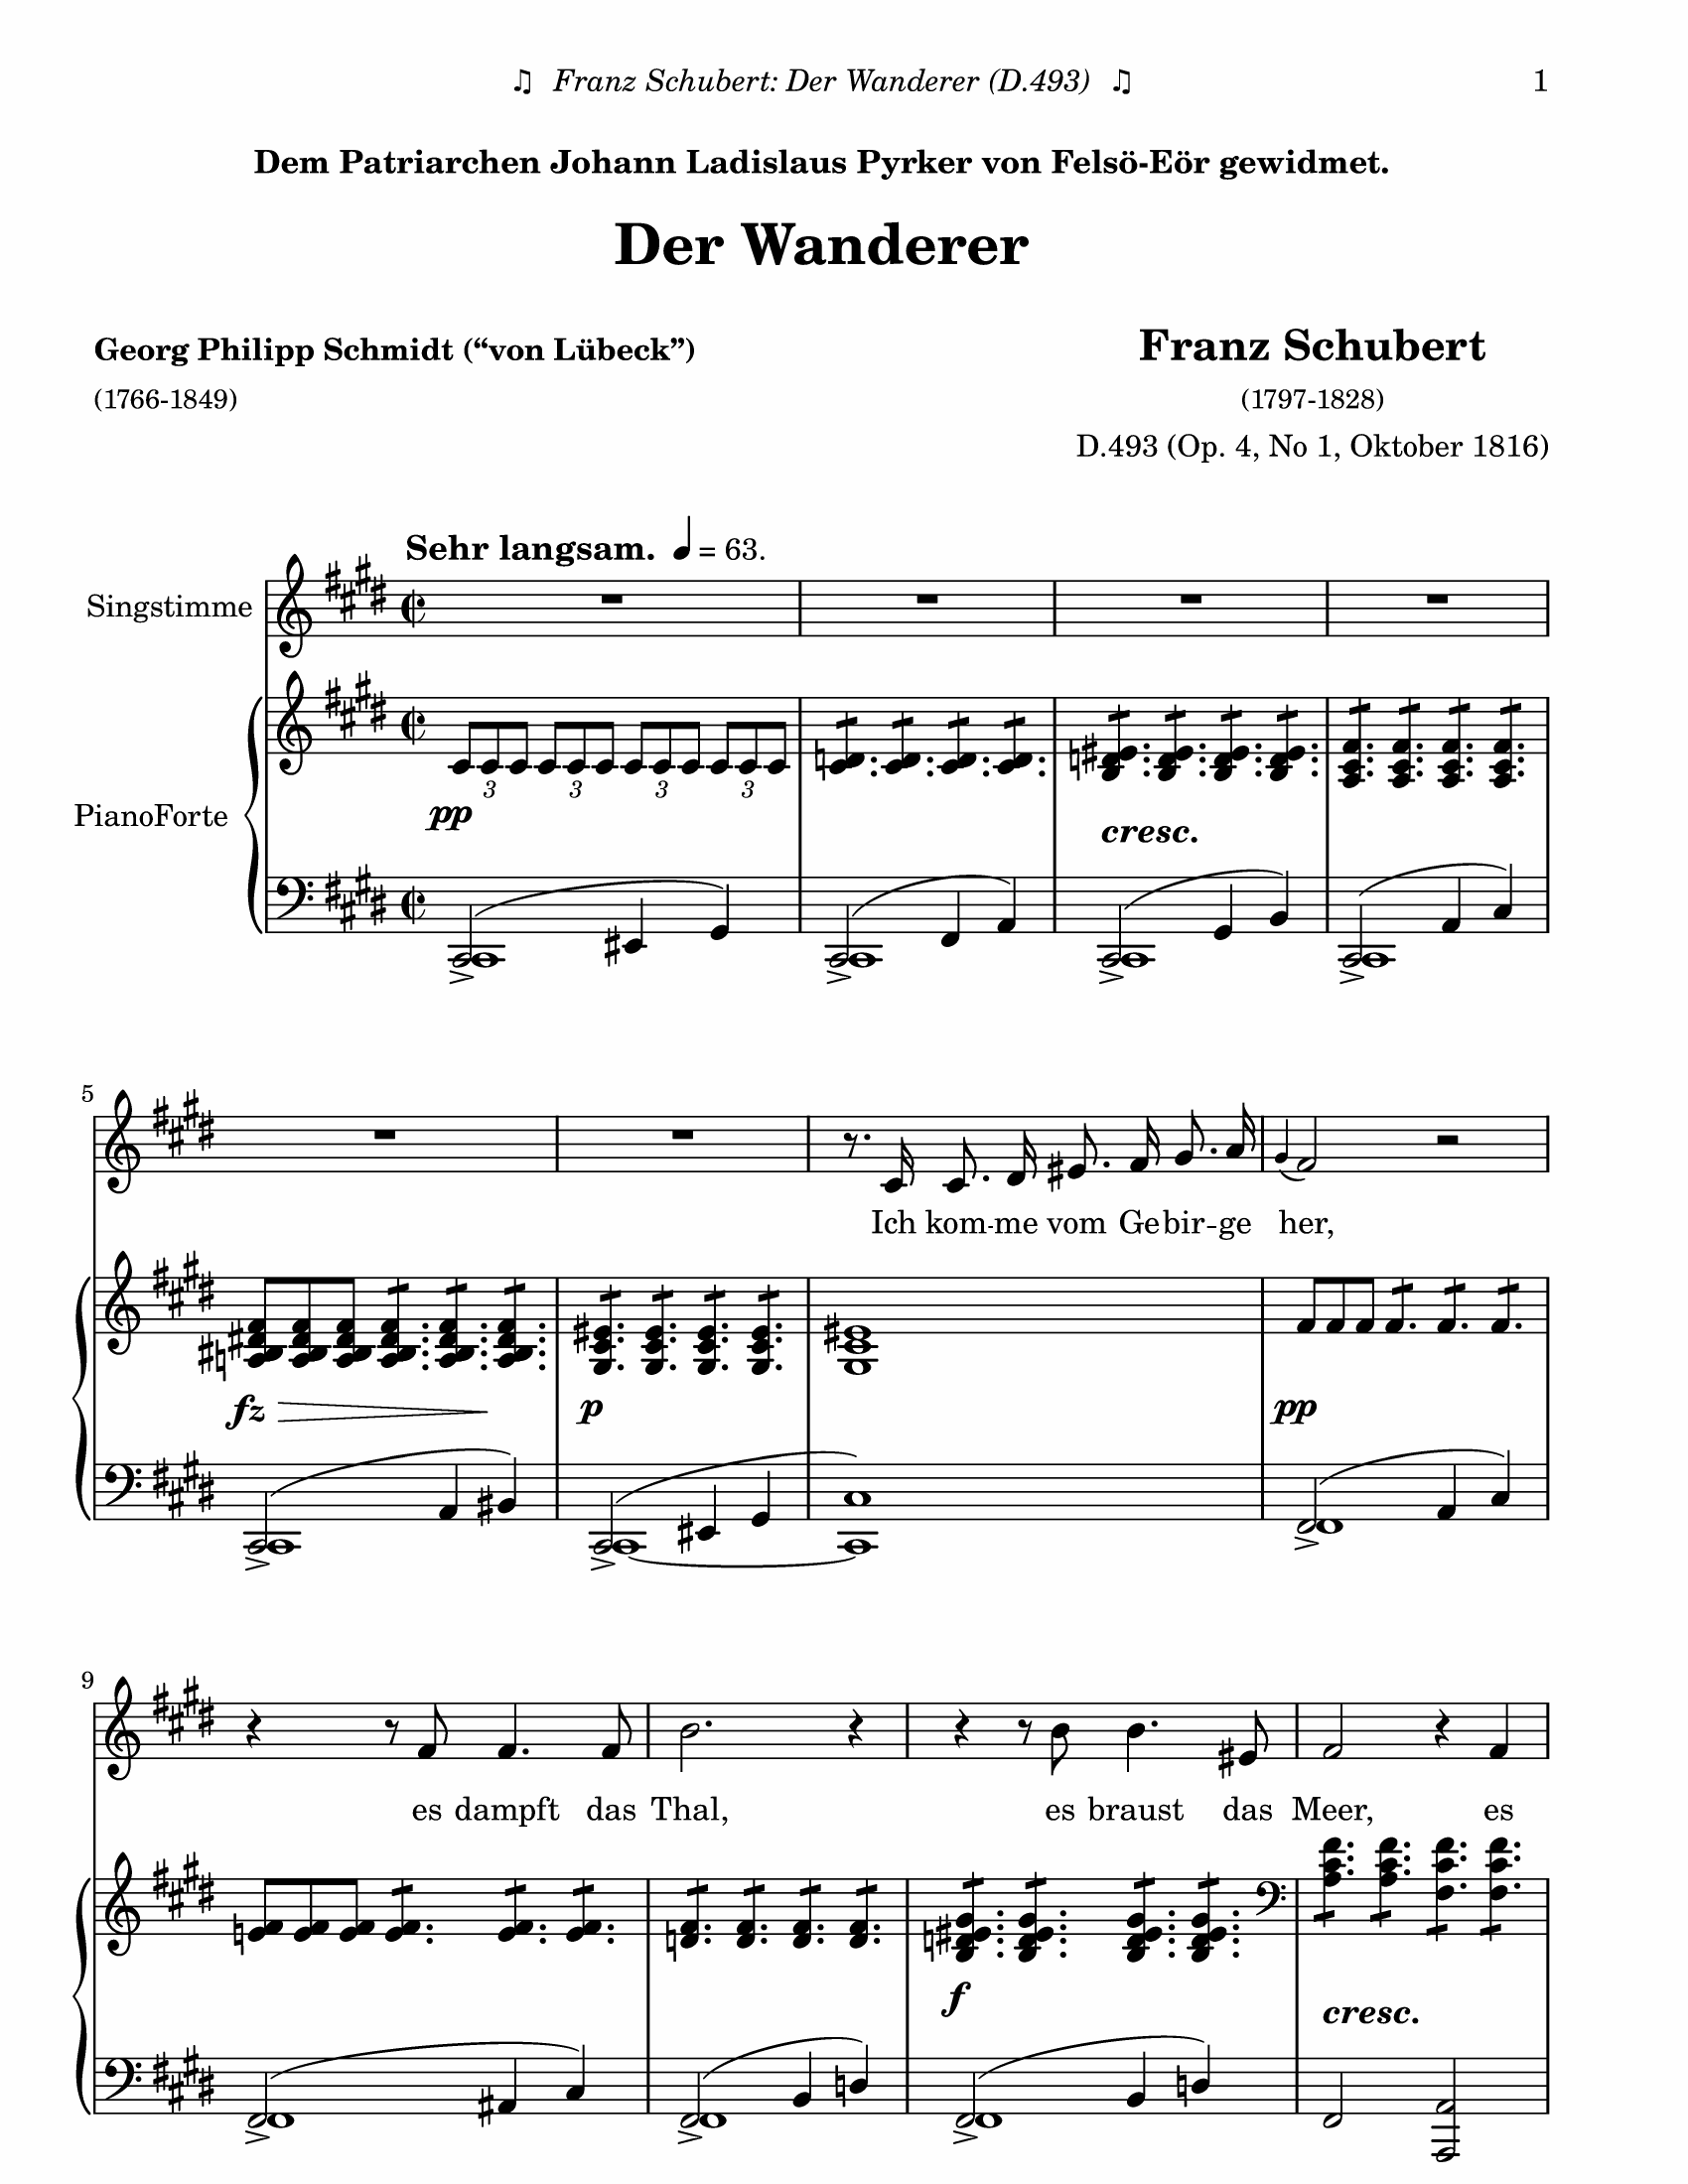 ♫ Franz Schubert: Der Wanderer (D.493) ♫ 1
Dem Patriarchen Johann Ladislaus Pyrker von Felsö-Eör gewidmet.
Der Wanderer
Georg Philipp Schmidt (“von Lübeck”) Franz Schubert
(1766-1849) (1797-1828)
D.493 (Op. 4, No 1, Oktober 1816)
Sehr langsam. ♩ = 63.
Singstimme
3 3 3 3
PianoForte
pp
cresc.
5
Ich kom - me vom Ge - bir - ge her,
fz p pp
9
es dampft das Thal, es braust das Meer, es
f
cresc.